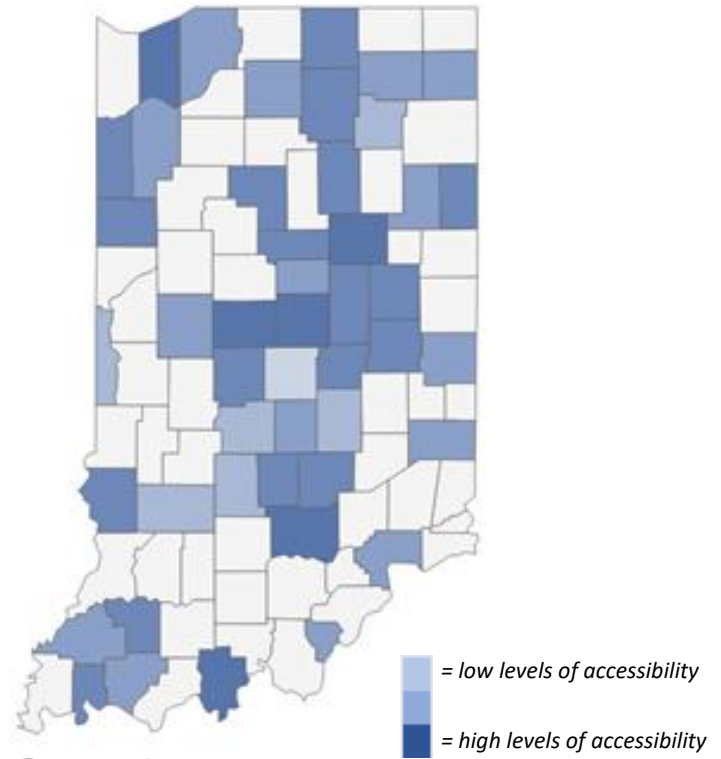 = low levels of accessibility
= high levels of accessibility